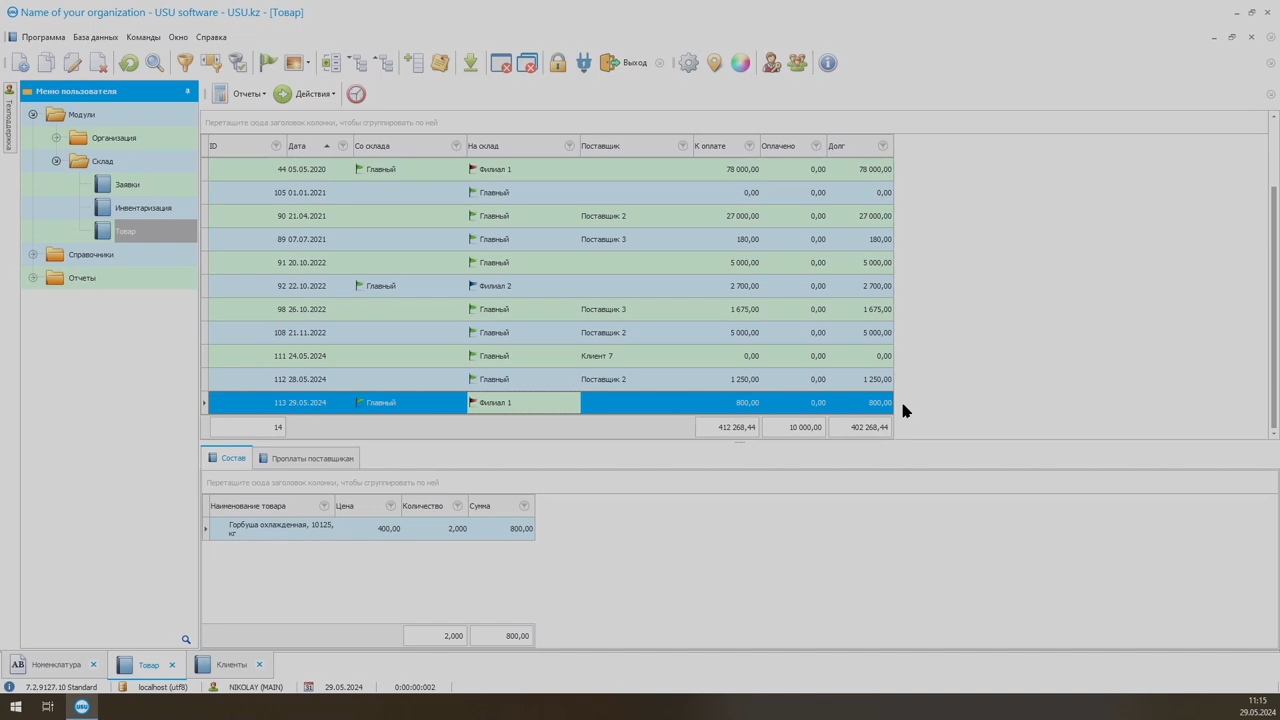 Name of your organization - USU software - USU.kz - [Товар]
Программа База данных Команды Окно Справка
Выход
Меню пользователя
Отчеты Действия
Техподдержка
Модули
Организация
Склад
Заявки
Инвентаризация
Товар
Справочники
Отчеты
Перетащите сюда заголовок колонки, чтобы сгруппировать по ней
ID Дата Со склада На склад Поставщик К оплате Оплачено Долг
44 05.05.2020 Главный Филиал 1 78 000,00 0,00 78 000,00
105 01.01.2021 Главный 0,00 0,00 0,00
90 21.04.2021 Главный Поставщик 2 27 000,00 0,00 27 000,00
89 07.07.2021 Главный Поставщик 3 180,00 0,00 180,00
91 20.10.2022 Главный 5 000,00 0,00 5 000,00
92 22.10.2022 Главный Филиал 2 2 700,00 0,00 2 700,00
98 26.10.2022 Главный Поставщик 3 1 675,00 0,00 1 675,00
108 21.11.2022 Главный Поставщик 2 5 000,00 0,00 5 000,00
111 24.05.2024 Главный Клиент 7 0,00 0,00 0,00
112 28.05.2024 Главный Поставщик 2 1 250,00 0,00 1 250,00
113 29.05.2024 Главный Филиал 1 800,00 0,00 800,00
14 412 268,44 10 000,00 402 268,44
Состав Проплаты поставщикам
Перетащите сюда заголовок колонки, чтобы сгруппировать по ней
Наименование товара Цена Количество Сумма
Горбуша охлажденная, 10125,
кг 400,00 2,000 800,00
2,000 800,00
AB Номенклатура Товар Клиенты
7.2.9127.10 Standard localhost (utf8) NIKOLAY (MAIN) 31 29.05.2024 0:00:00:002
USU
11:15
29.05.2024